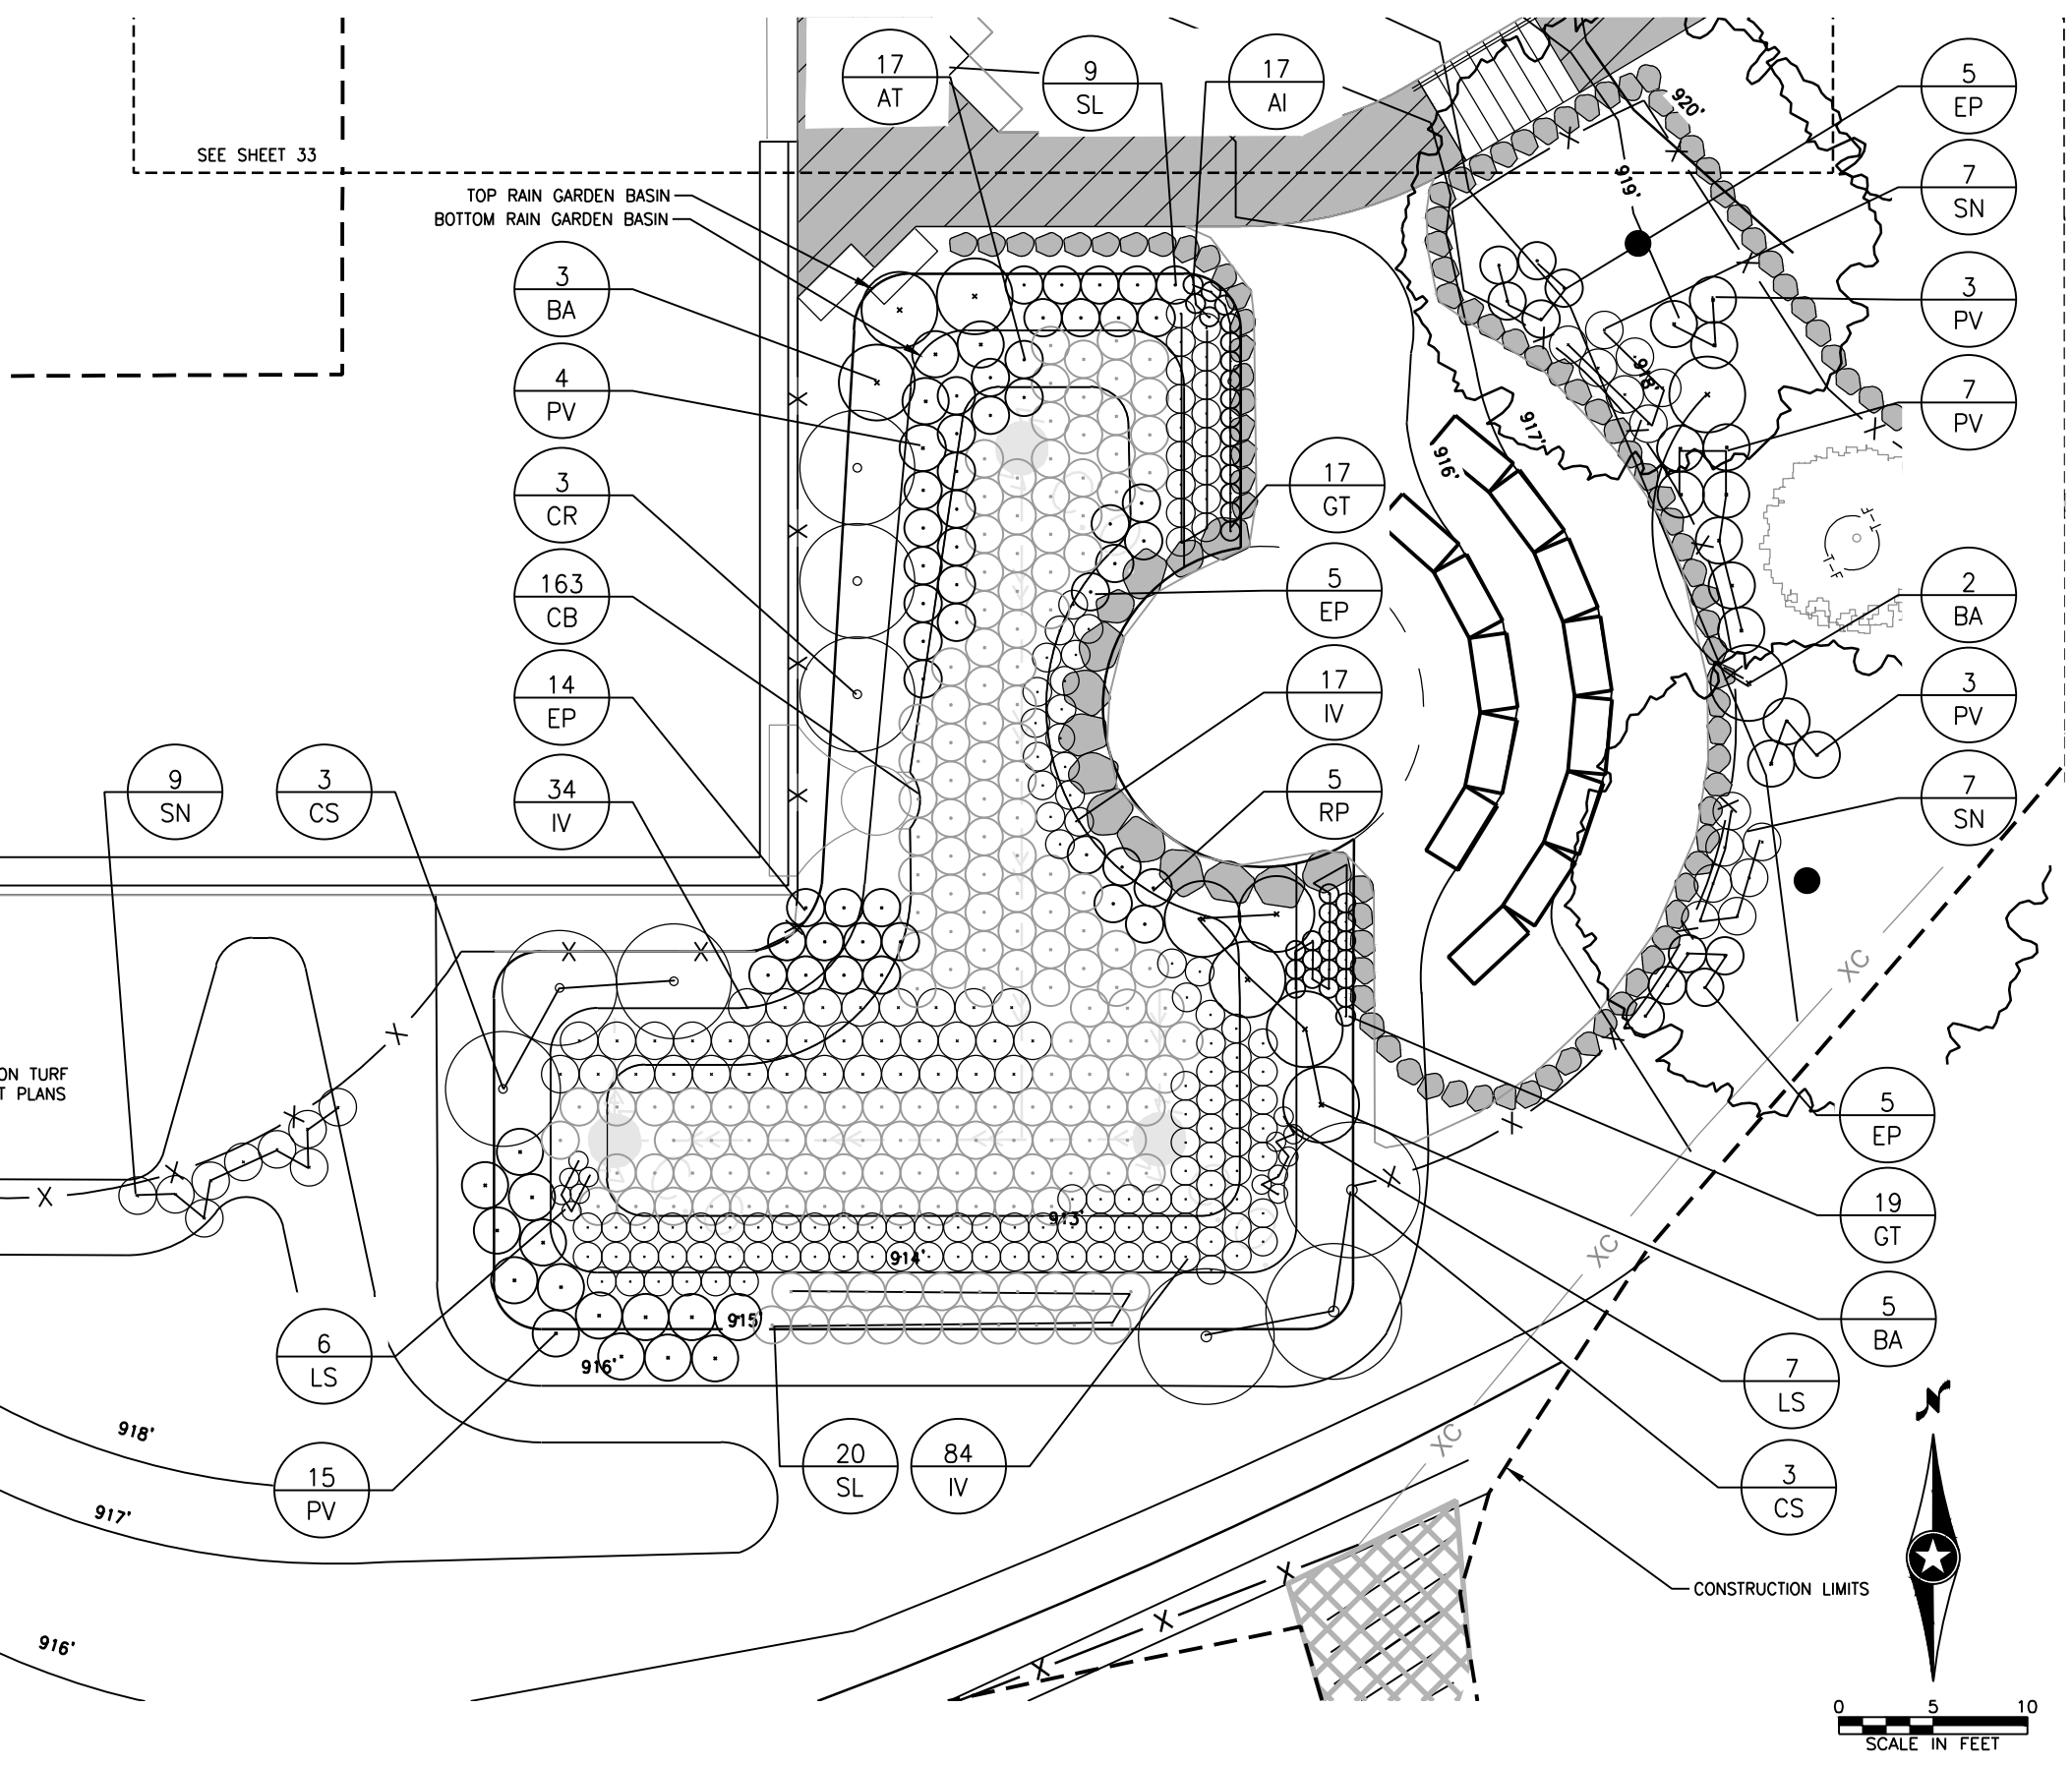 17
AT
9
SL
17
AI
5
EP
920'
SEE SHEET 33
919'
7
SN
TOP RAIN GARDEN BASIN
BOTTOM RAIN GARDEN BASIN
3
BA
3
PV
4
PV
918'
7
PV
917'
916'
3
CR
17
GT
163
CB
5
EP
2
BA
14
EP
17
IV
3
PV
9
SN
3
CS
34
IV
5
RP
7
SN
X
X
X
X
X
X
X
XC
ON TURF
T PLANS
X
X
X
X
X
X
5
EP
19
GT
913'
914'
XC
915'
916'
6
LS
5
BA
7
LS
918'
XC
20
SL
84
IV
15
PV
3
CS
917'
N
CONSTRUCTION LIMITS
X
X
X
916'
0 5 10
SCALE IN FEET